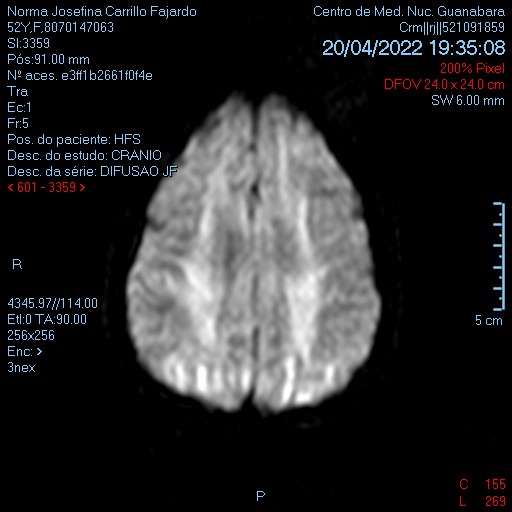 Norma Josefina Carrillo Fajardo
52Y,F,8070147063
Sl:3359
Pós:91.00 mm
Nº aces. e3ff1b2661f0f4e
Tra
Ec:1
Fr:5
Pos. do paciente: HFS
Desc. do estudo: CRANIO
Desc. da série: DIFUSAO JF
< 601 - 3359 >
Centro de Med. Nuc. Guanabara
Crm||rj||521091859
20/04/2022 19:35:08
200% Pixel
DFOV 24.0 x 24.0 cm
SW 6.00 mm
R
5 cm
4345.97//114.00
Etl:0 TA:90.00
256x256
Enc: >
3nex
P
C 155
L 269